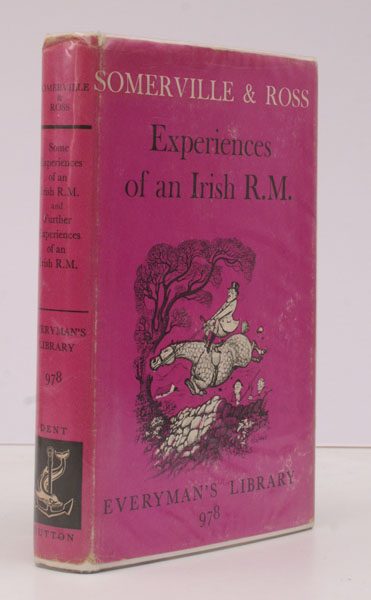 SOMERVILLE & ROSS
Experiences
of an Irish R.M.
EVERYMAN'S LIBRARY
978
SOMERVILLE
&
ROSS
Some
Experiences
of an
Irish R.M.
and
Further
Experiences
of an
Irish R.M.
EVERYMAN'S
LIBRARY
978
DENT
DUTTON